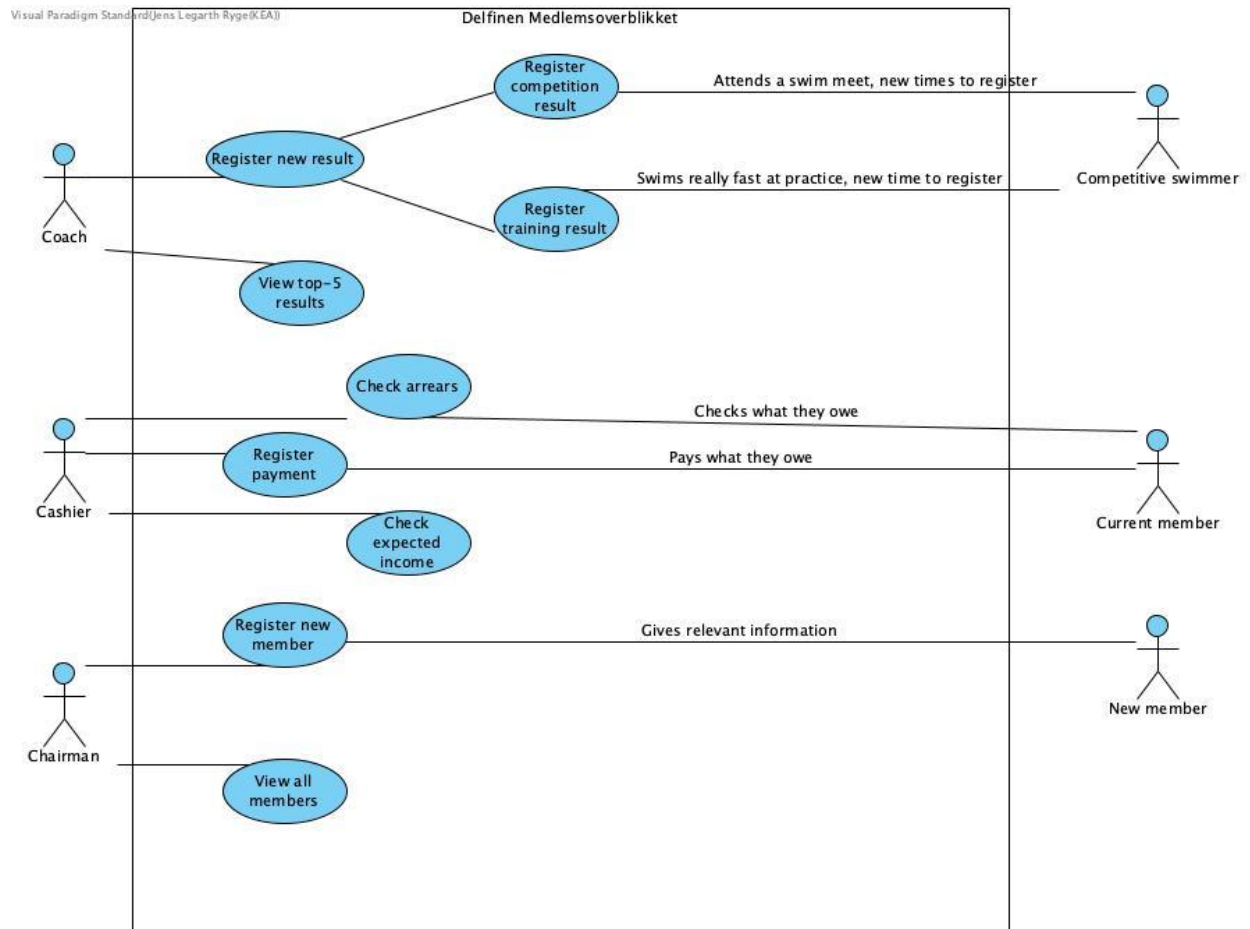 Visual Paradigm Standard(Jens Legarth Ryge(KEA))
Delfinen Medlemsoverblikket
Register
competition
result
Attends a swim meet, new times to register
Register new result
Competitive swimmer
Swims really fast at practice, new time to register
Register
training result
Coach
View top-5
results
Check arrears
Checks what they owe
Register
payment
Pays what they owe
Cashier
Current member
Check
expected
income
Register new
member
Gives relevant information
New member
Chairman
View all
members